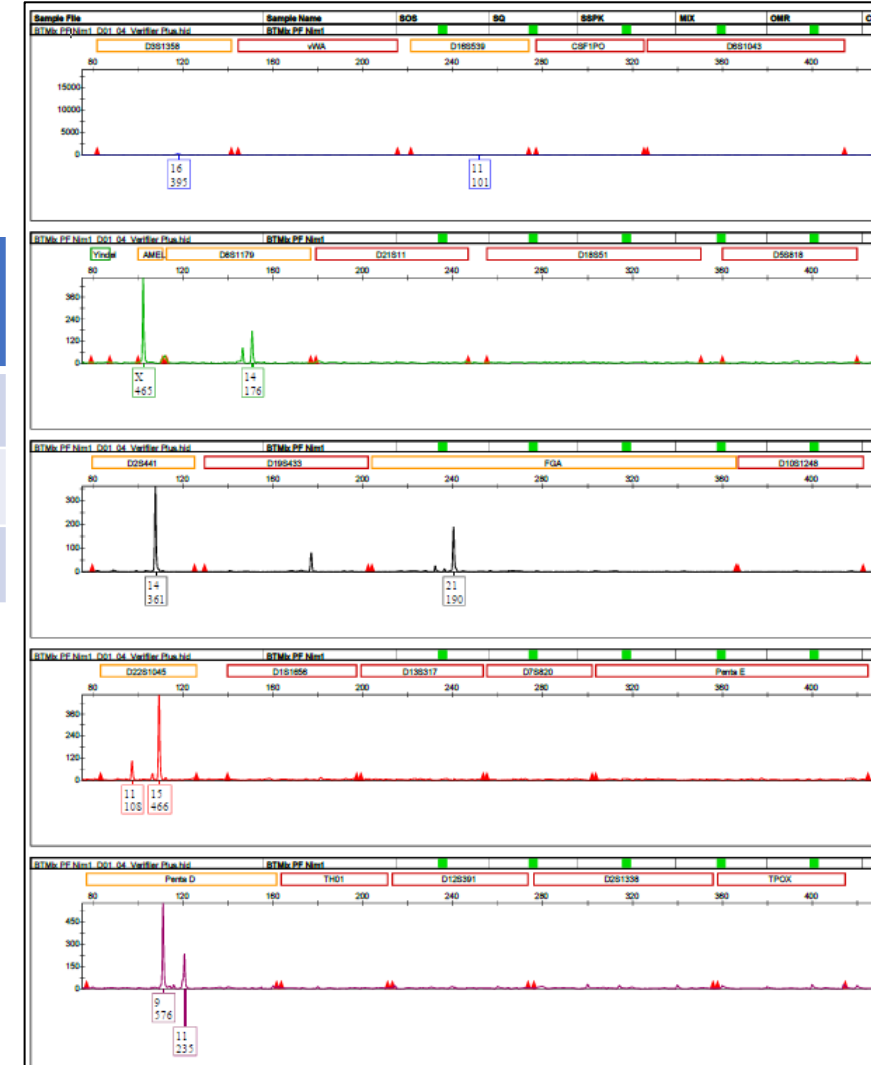 Sample File Sample Name SOS SQ SSPK MIX OMR
BTMix PF Nim1_D01_04_Verifiler Plus.hid BTMix PF Nim1
D3S1358 vWA D16S539 CSF1PO D6S1043
80 120 160 200 240 280 320 360 400
15000
10000
5000
0
16 11
395 101
BTMix PF Nim1_D01_04_Verifiler Plus.hid BTMix PF Nim1
Yindel AMEL D8S1179 D21S11 D18S51 D5S818
80 120 160 200 240 280 320 360 400
360
240
120
0
X 14
465 176
BTMix PF Nim1_D01_04_Verifiler Plus.hid BTMix PF Nim1
D2S441 D19S433 FGA D10S1248
80 120 160 200 240 280 320 360 400
300
200
100
0
14 21
361 190
BTMix PF Nim1_D01_04_Verifiler Plus.hid BTMix PF Nim1
D22S1045 D1S1656 D13S317 D7S820 Penta E
80 120 160 200 240 280 320 360 400
360
240
120
0
11 15
108 466
BTMix PF Nim1_D01_04_Verifiler Plus.hid BTMix PF Nim1
Penta D TH01 D12S391 D2S1338 TPOX
80 120 160 200 240 280 320 360 400
450
300
150
0
9
576
11
235